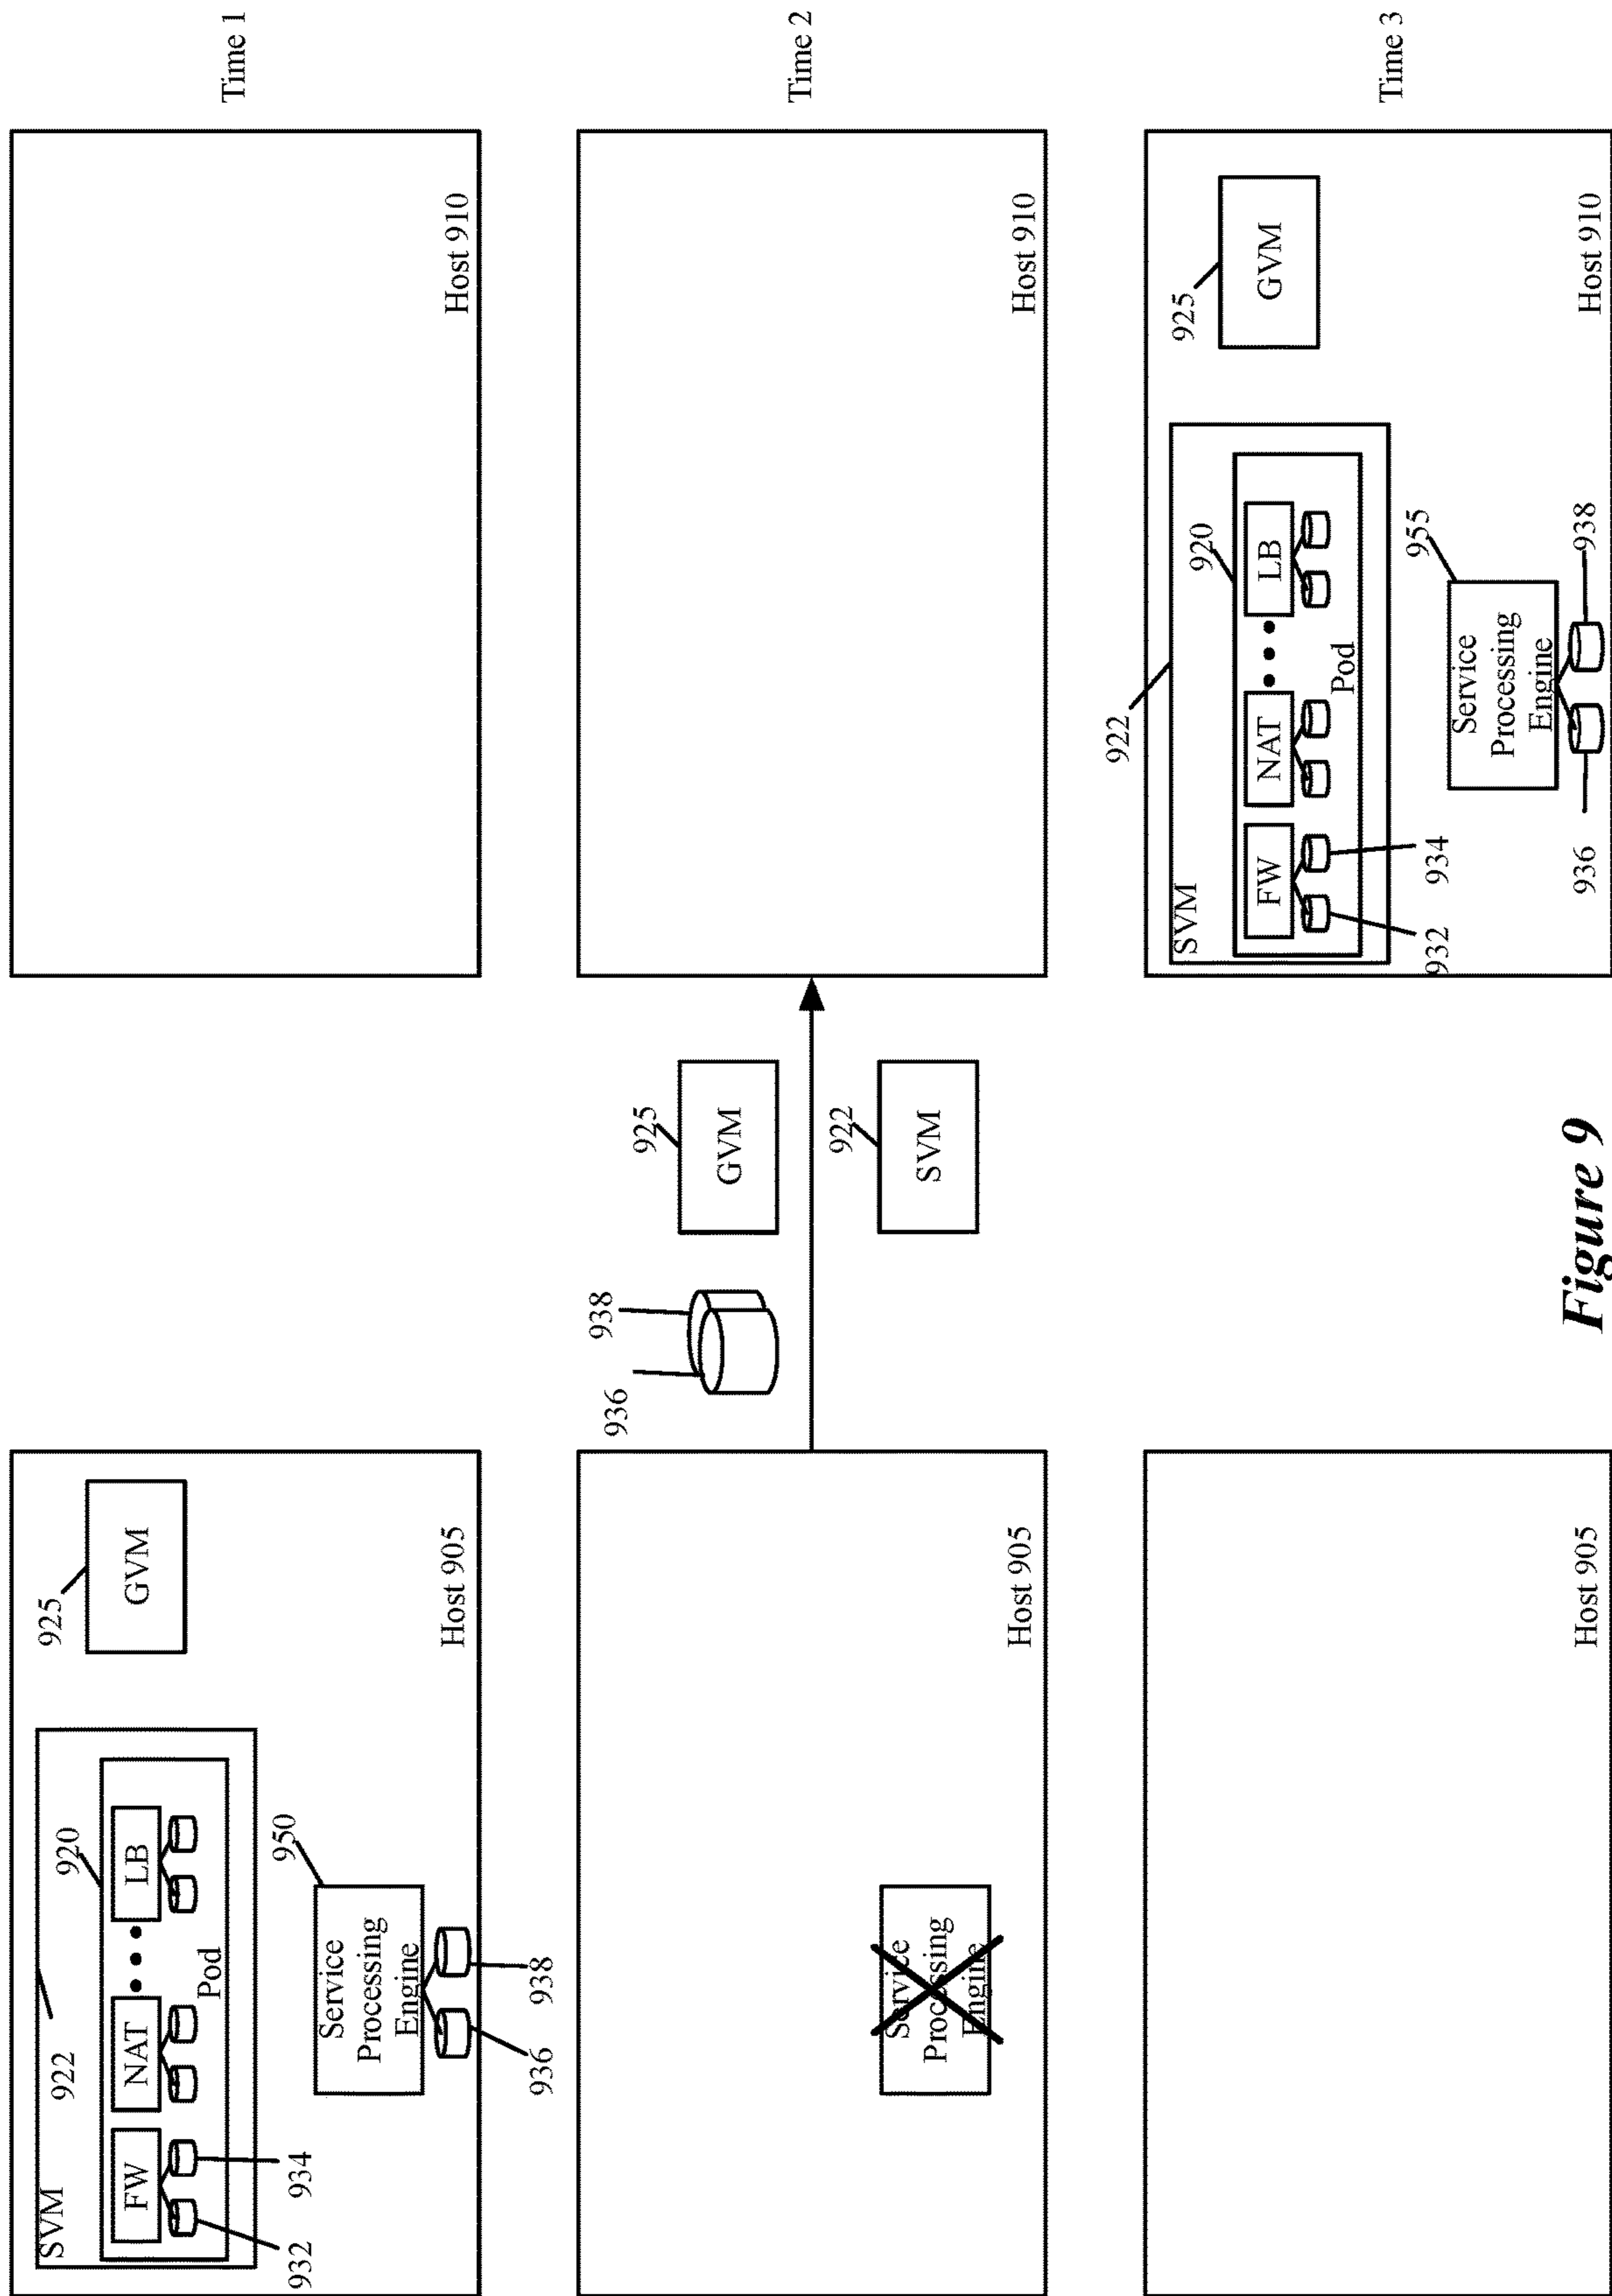 SVM
922
920
925
FW
NAT
LB
GVM
Pod
932
934
950
Service
Processing
Engine
Host 905
936
938
Host 910
Time 1
936
938
925
GVM
922
SVM
Service
Processing
Engine
Host 905
Host 910
Time 2
Host 905
922
SVM
920
925
FW
NAT
LB
GVM
Pod
932
934
955
Service
Processing
Engine
936
938
Host 910
Time 3
Figure 9